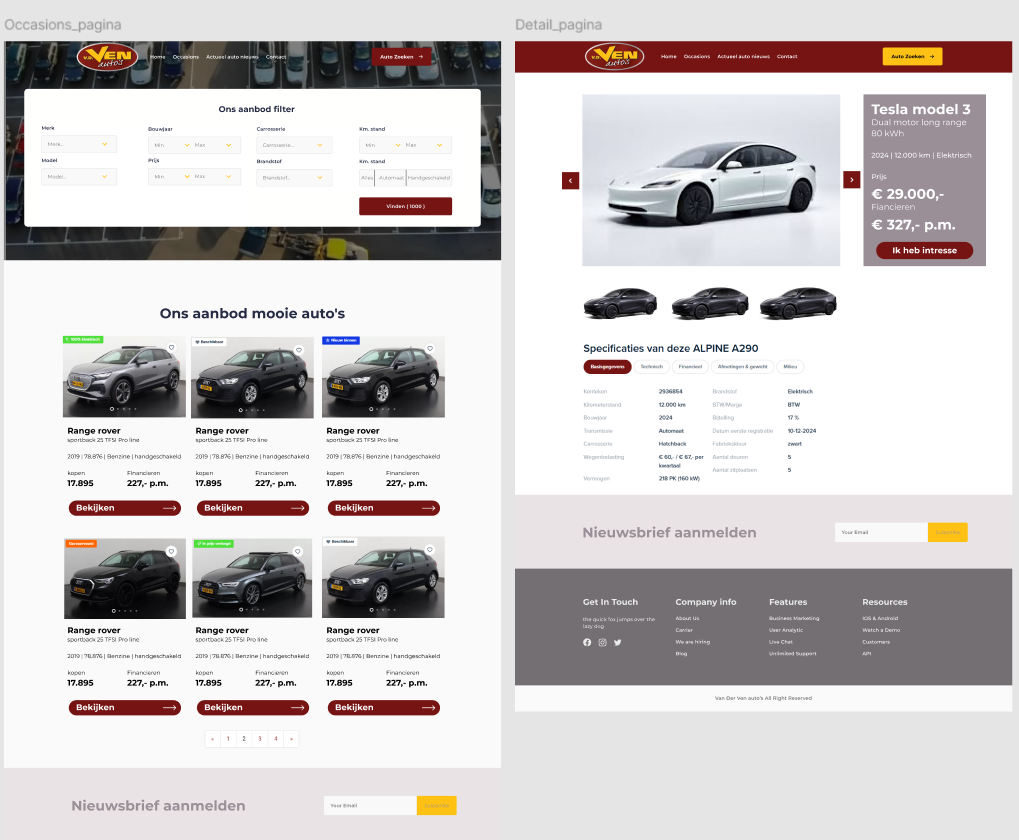 Occasions_pagina
v.d. VEN
auto's
Home Occasions Actueel auto nieuws Contact
Auto Zoeken
Ons aanbod filter
Merk
Merk..
Model
Model..
Bouwjaar
Min Max
Prijs
Min Max
Carrosserie
Carrosserie..
Brandstof
Brandstof..
Km. stand
Min Max
Km. stand
Alles Automaat Handgeschakeld
Vinden ( 1000 )
Ons aanbod mooie auto's
100% Elektrisch
Range rover
sportback 25 TFSI Pro line
2019 | 78.876 | Benzine | handgeschakeld
kopen Financieren
17.895 227,- p.m.
Bekijken
Beschikbaar
Range rover
sportback 25 TFSI Pro line
2019 | 78.876 | Benzine | handgeschakeld
kopen Financieren
17.895 227,- p.m.
Bekijken
Nieuw binnen
Range rover
sportback 25 TFSI Pro line
2019 | 78.876 | Benzine | handgeschakeld
kopen Financieren
17.895 227,- p.m.
Bekijken
Gereserveerd
Range rover
sportback 25 TFSI Pro line
2019 | 78.876 | Benzine | handgeschakeld
kopen Financieren
17.895 227,- p.m.
Bekijken
In prijs verlaagd
Range rover
sportback 25 TFSI Pro line
2019 | 78.876 | Benzine | handgeschakeld
kopen Financieren
17.895 227,- p.m.
Bekijken
Beschikbaar
Range rover
sportback 25 TFSI Pro line
2019 | 78.876 | Benzine | handgeschakeld
kopen Financieren
17.895 227,- p.m.
Bekijken
« 1 2 3 4 »
Nieuwsbrief aanmelden
Your Email
Subscribe
Detail_pagina
v.d. VEN
auto's
Home Occasions Actueel auto nieuws Contact
Auto Zoeken
Tesla model 3
Dual motor long range
80 kWh
2024 | 12.000 km | Elektrisch
Prijs
€ 29.000,-
Fiancieren
€ 327,- p.m.
Ik heb intresse
Specificaties van deze ALPINE A290
Basisgegevens Technisch Financieel Afmetingen & gewicht Milieu
Kenteken 2936854
Kilometerstand 12.000 km
Bouwjaar 2024
Transmissie Automaat
Carrosserie Hatchback
Wegenbelasting € 60,- / € 67,- per
kwartaal
Vermogen 218 PK (160 kW)
Brandstof Elektrisch
BTW/Marge BTW
Bijtelling 17 %
Datum eerste registratie 10-12-2024
Fabriekskleur zwart
Aantal deuren 5
Aantal zitplaatsen 5
Nieuwsbrief aanmelden
Your Email
Subscribe
Get In Touch
the quick fox jumps over the
lazy dog
Company info
About Us
Carrier
We are hiring
Blog
Features
Business Marketing
User Analytic
Live Chat
Unlimited Support
Resources
IOS & Android
Watch a Demo
Customers
API
Van Der Ven auto's All Right Reserved